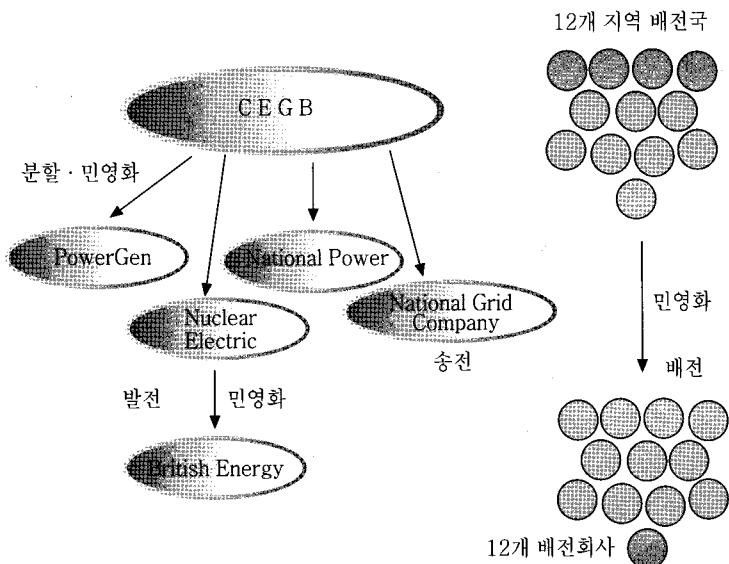 12개 지역 배전국
C E G B
분할 · 민영화
PowerGen
National Power
Nuclear
Electric
National Grid
Company
송전
민영화
배전
발전
민영화
British Energy
12개 배전회사